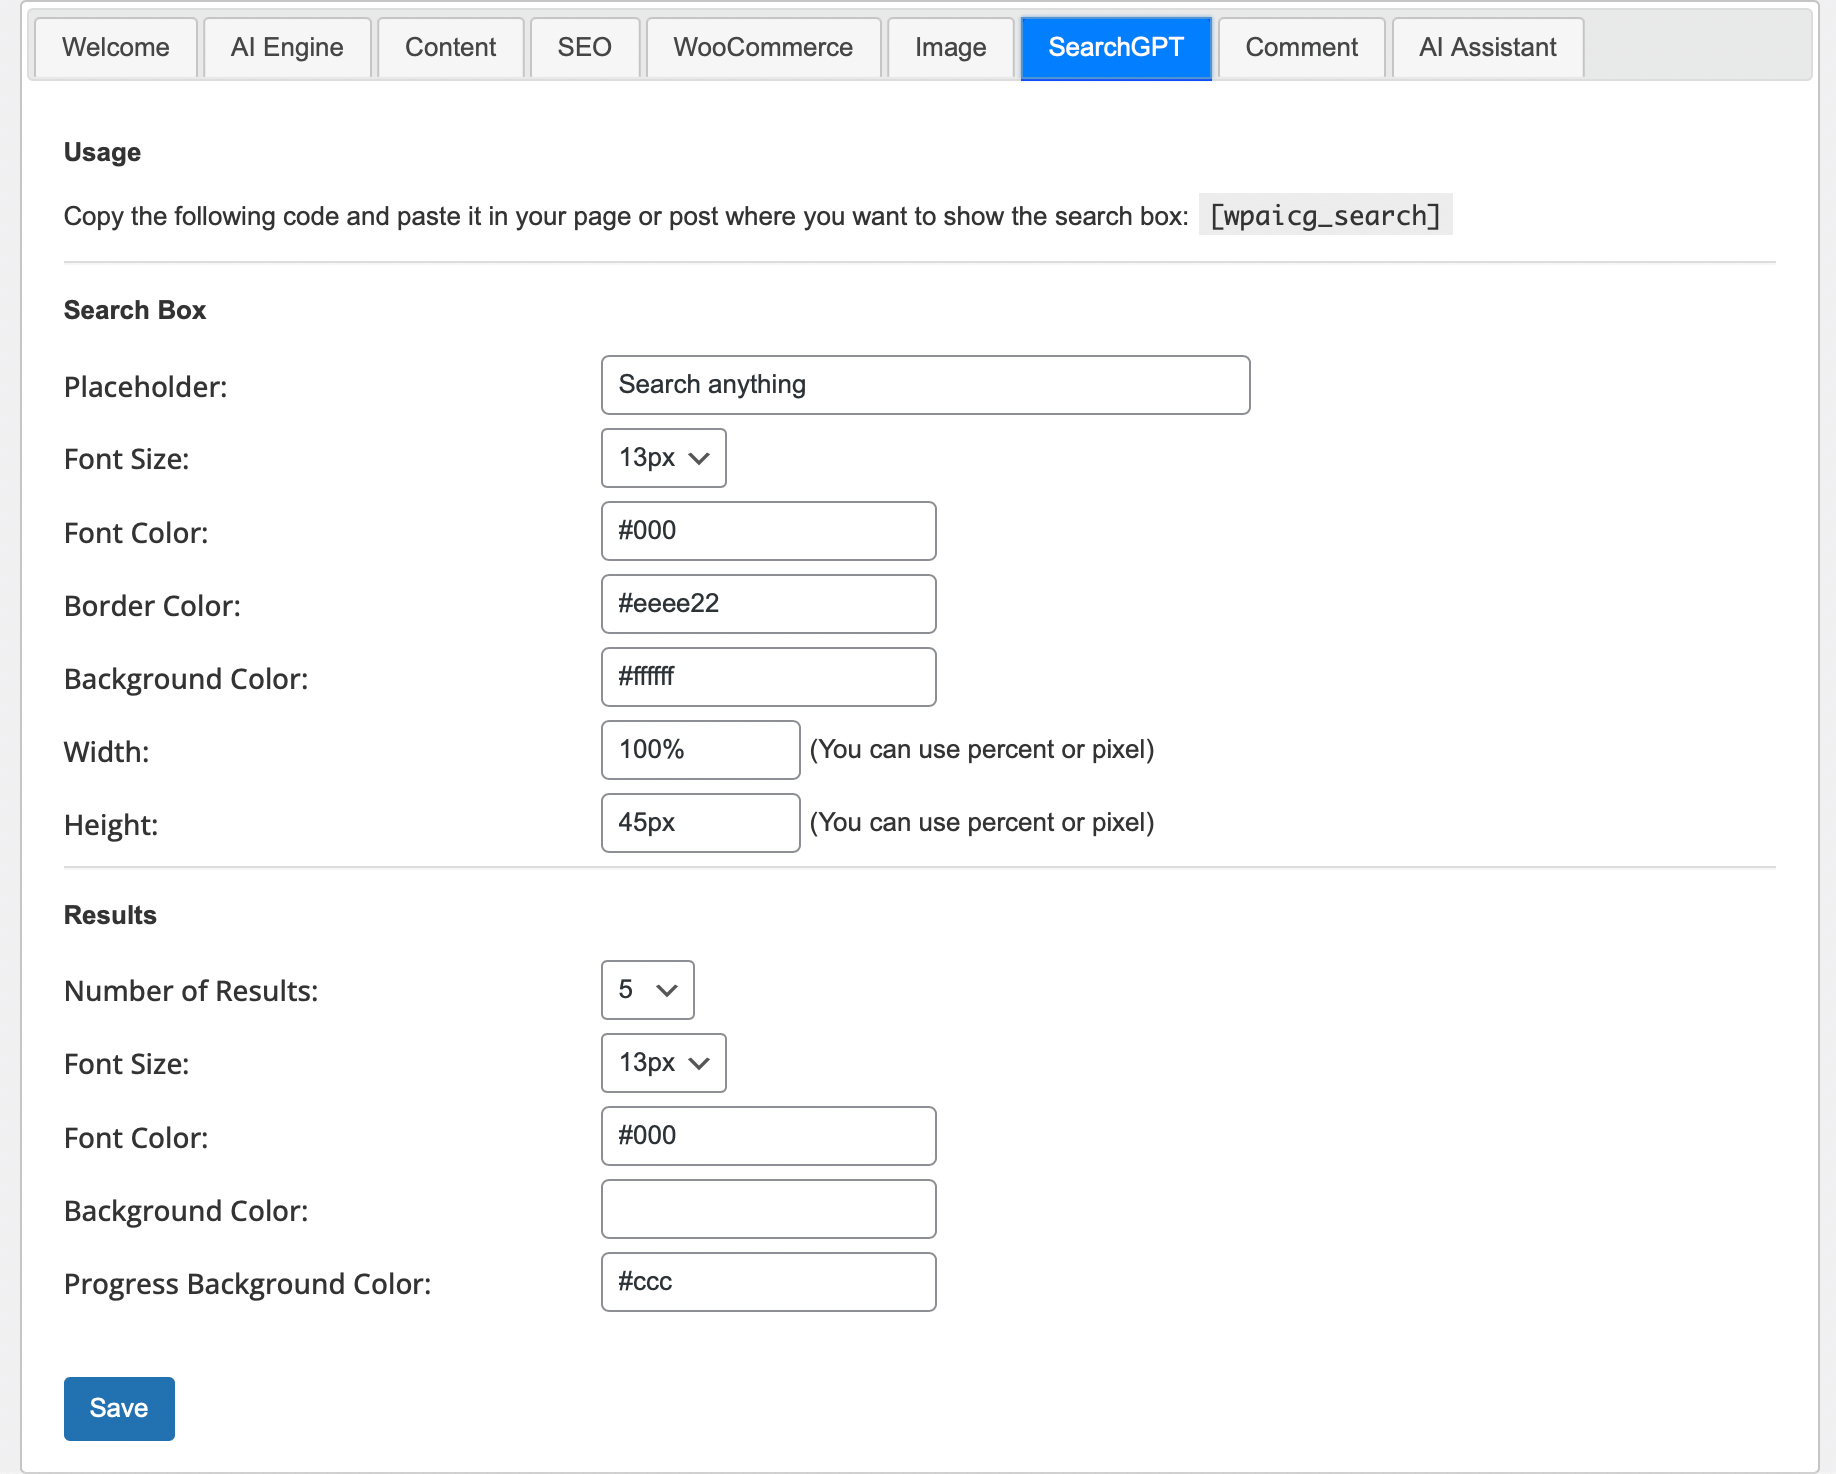 Welcome AI Engine Content SEO WooCommerce Image SearchGPT Comment AI Assistant
Usage
Copy the following code and paste it in your page or post where you want to show the search box: [wpaicg_search]
Search Box
Placeholder: Search anything
Font Size: 13px
Font Color: #000
Border Color: #eeee22
Background Color: #ffffff
Width: 100% (You can use percent or pixel)
Height: 45px (You can use percent or pixel)
Results
Number of Results: 5
Font Size: 13px
Font Color: #000
Background Color:
Progress Background Color: #ccc
Save